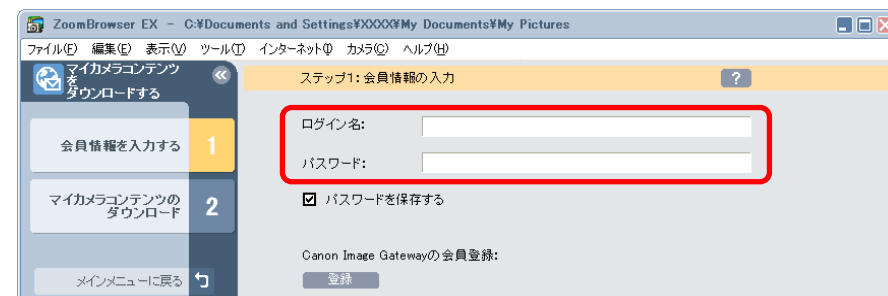 ZoomBrowser EX - C:¥Documents and Settings¥XXXX¥My Documents¥My Pictures
ファイル(F) 編集(E) 表示(V) ツール(T) インターネット(I) カメラ(C) ヘルプ(H)
マイカメラコンテンツ
を
ダウンロードする
ステップ1: 会員情報の入力
?
会員情報を入力する 1
ログイン名:
パスワード:
マイカメラコンテンツの
ダウンロード
2
パスワードを保存する
Canon Image Gatewayの会員登録:
登録
メインメニューに戻る